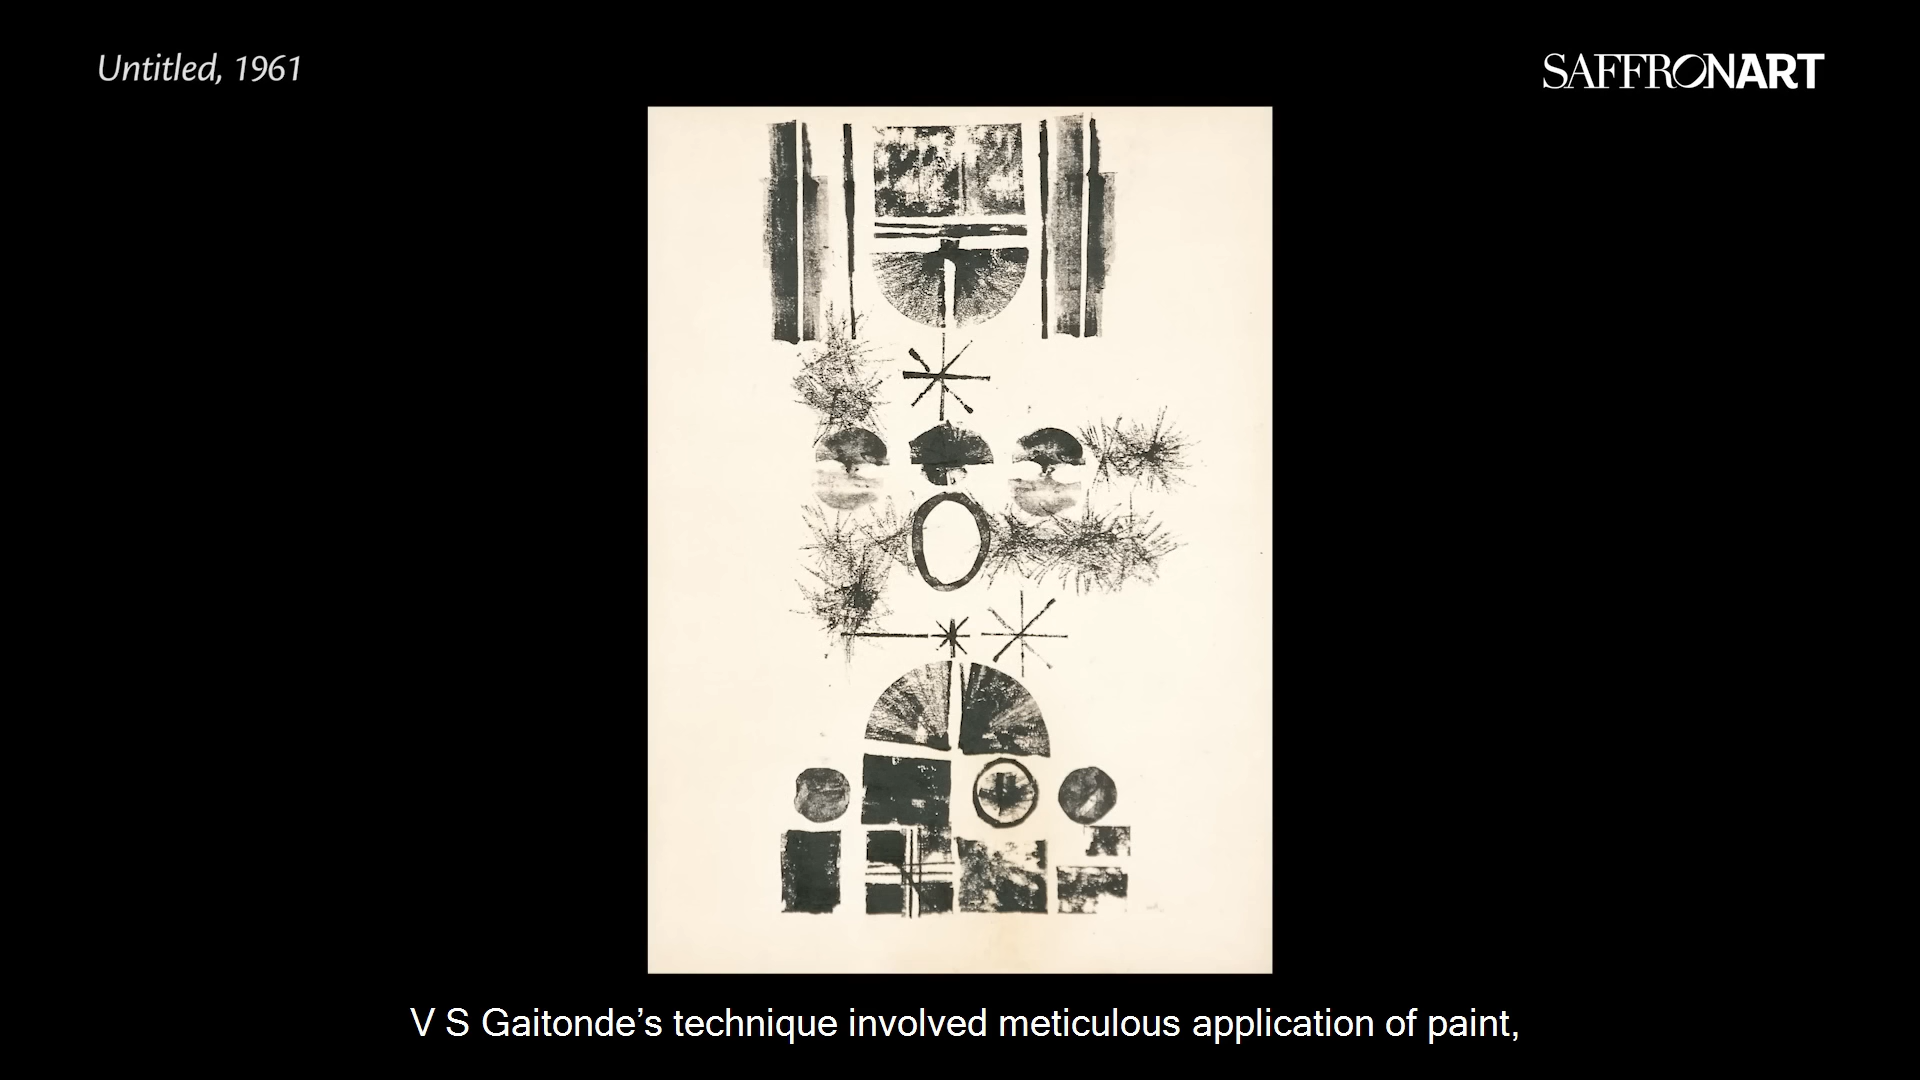 Untitled, 1961
SAFFRONART
V S Gaitonde’s technique involved meticulous application of paint,